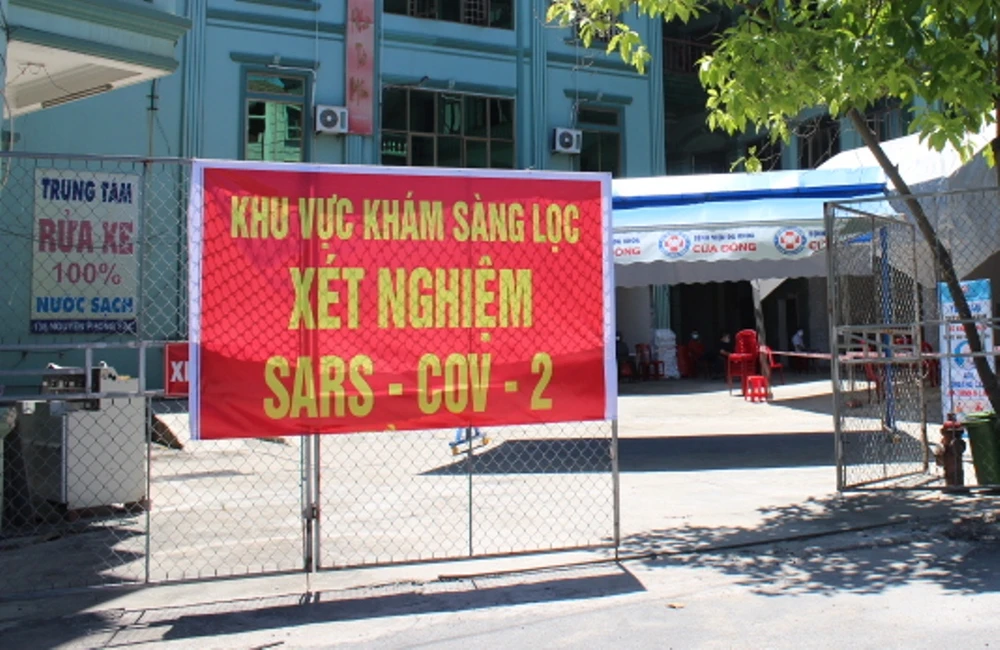 TRUNG TÂM
RỬA XE
100%
NƯỚC SẠCH
KHU VỰC KHÁM SÀNG LỌC
XÉT NGHIỆM
SARS - COV - 2
CỬA ĐÔNG